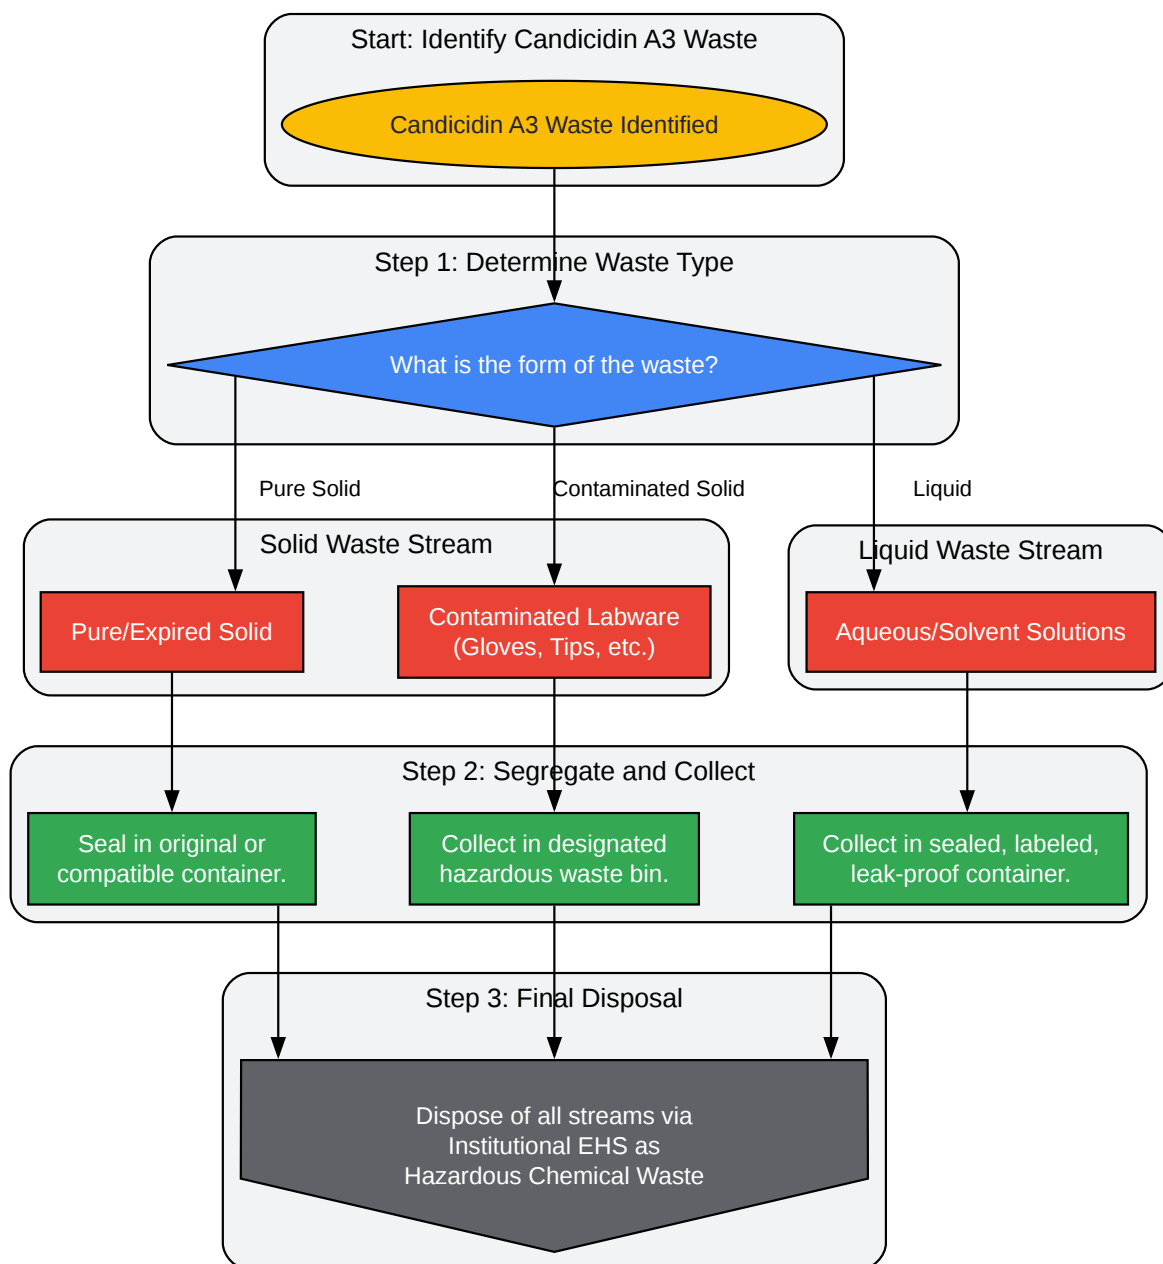 Start: Identify Candicidin A3 Waste
Candicidin A3 Waste Identified
Step 1: Determine Waste Type
What is the form of the waste?
Pure Solid
Contaminated Solid
Liquid
Solid Waste Stream
Liquid Waste Stream
Pure/Expired Solid
Contaminated Labware
(Gloves, Tips, etc.)
Aqueous/Solvent Solutions
Step 2: Segregate and Collect
Seal in original or
compatible container.
Collect in designated
hazardous waste bin.
Collect in sealed, labeled,
leak-proof container.
Step 3: Final Disposal
Dispose of all streams via
Institutional EHS as
Hazardous Chemical Waste